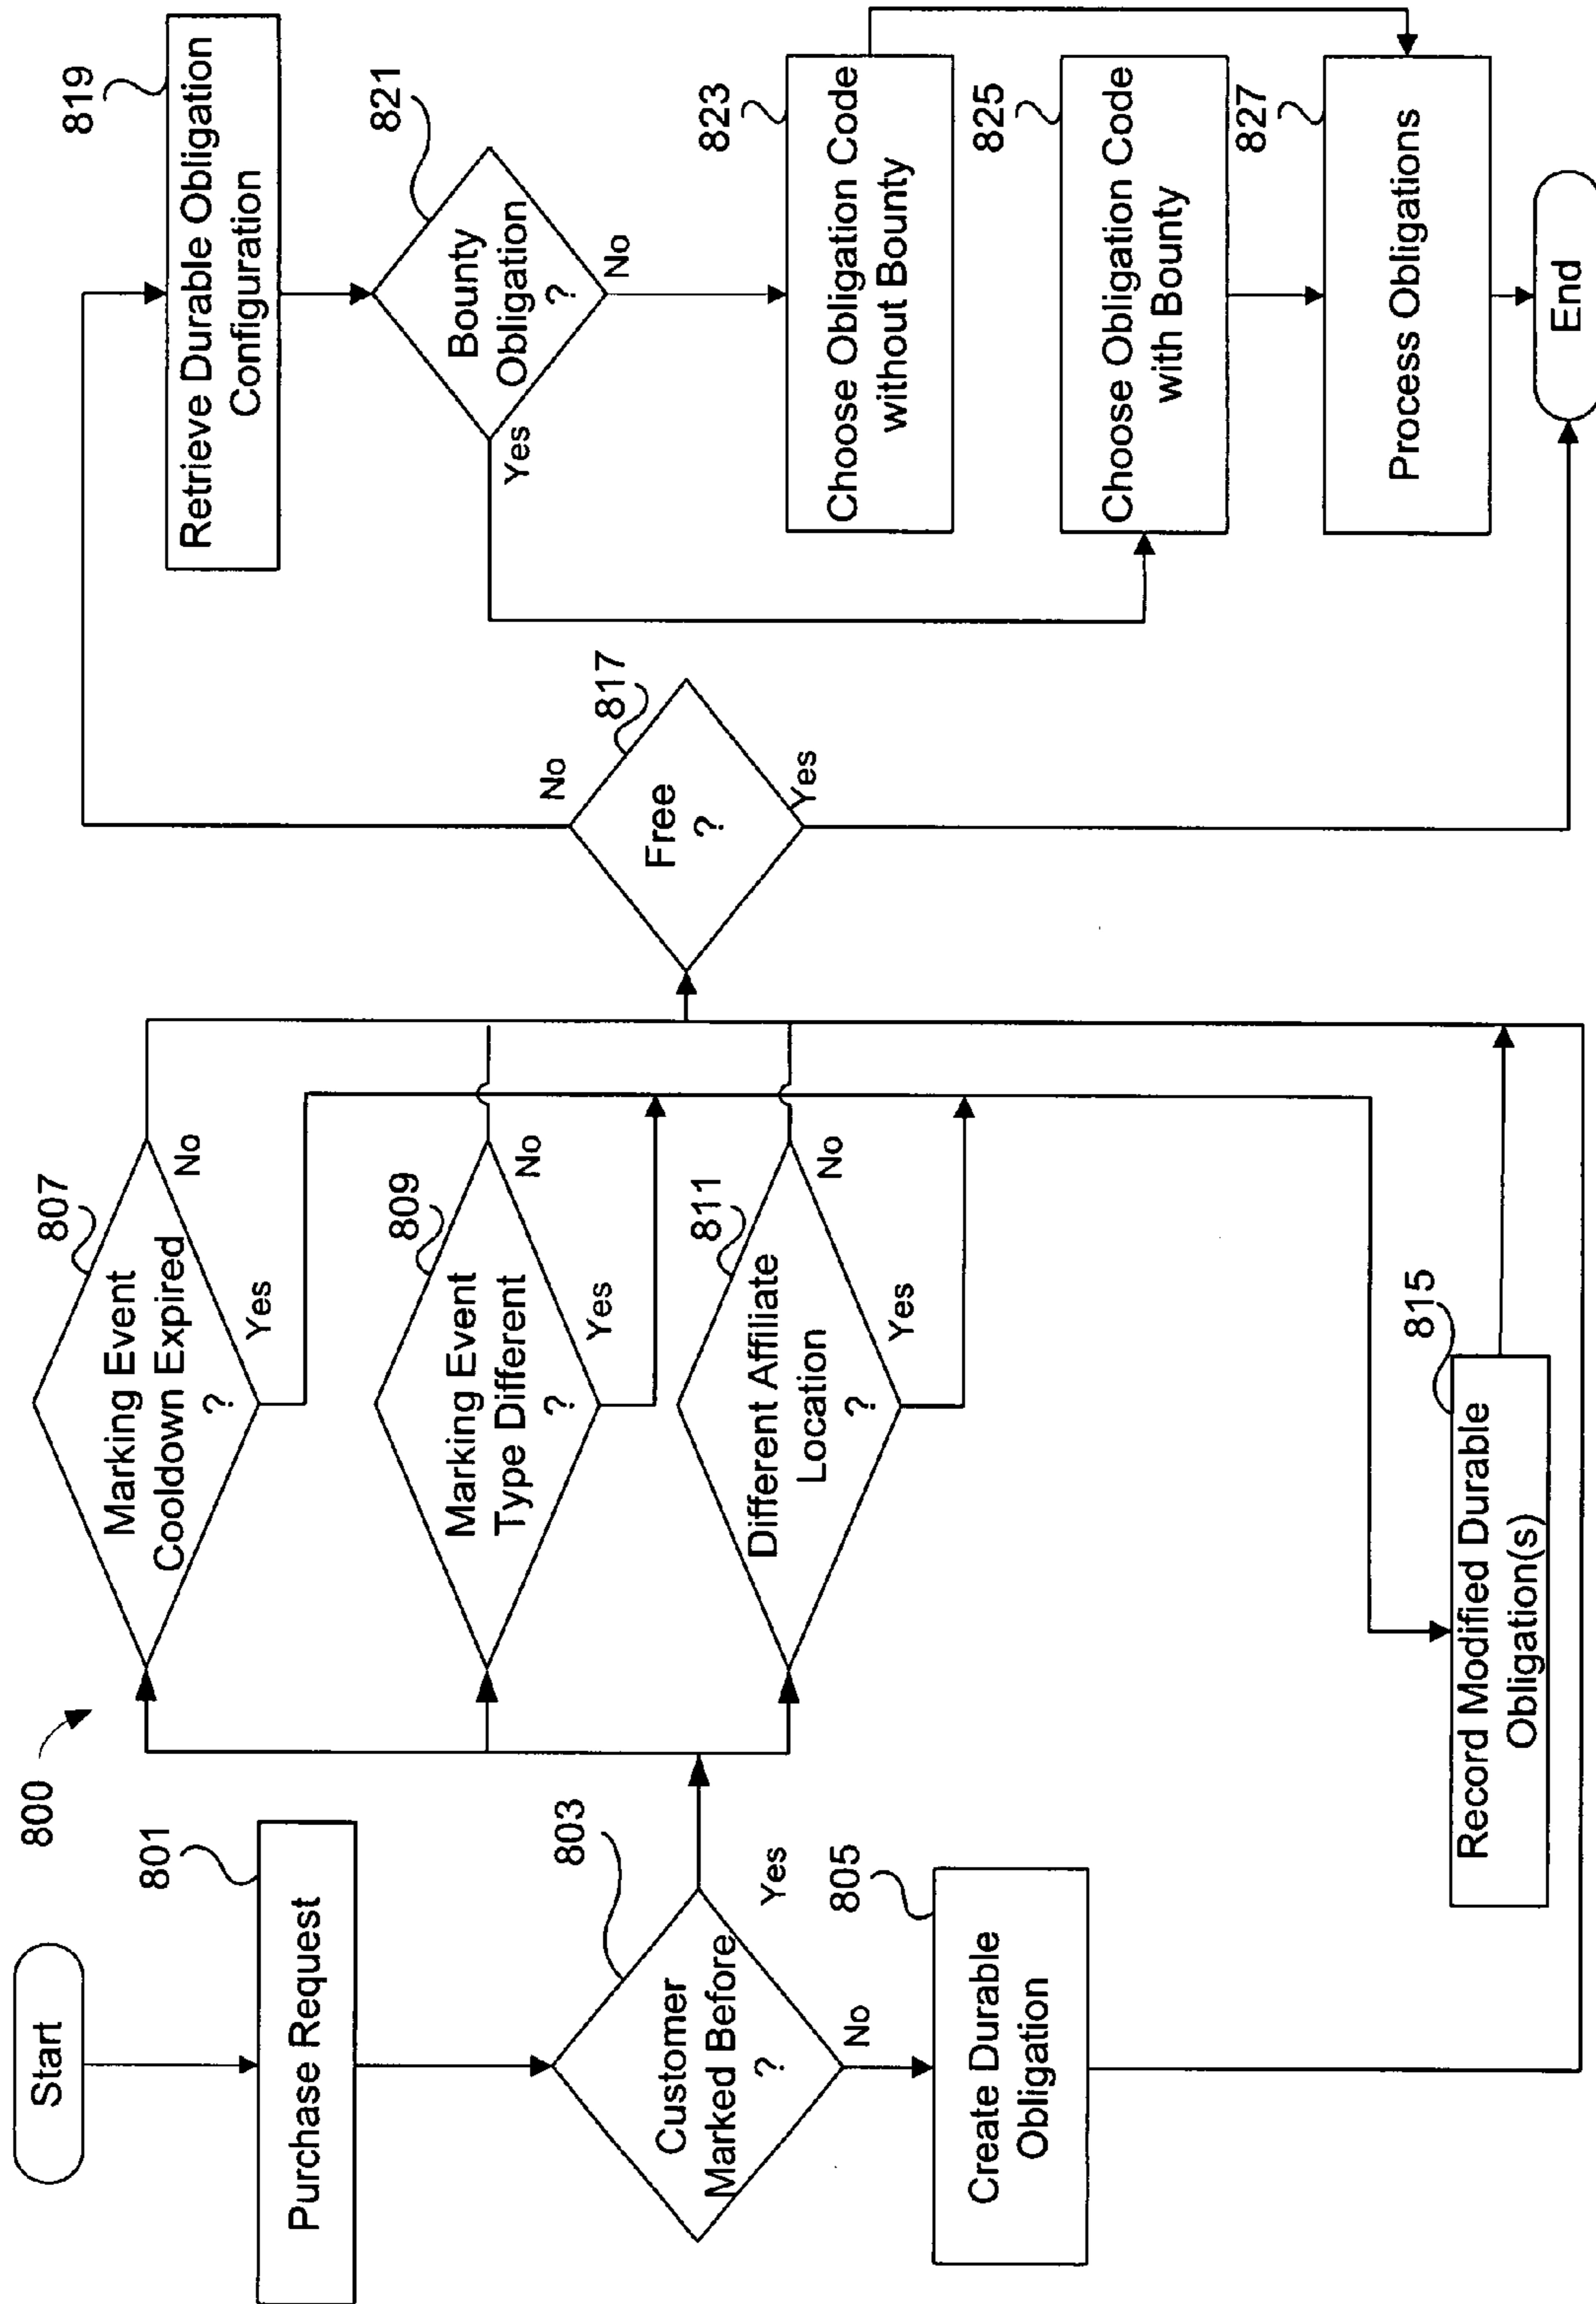 800
Start
801
Purchase Request
803
Customer
Marked Before
?
Yes
No
805
Create Durable
Obligation
807
Marking Event
Cooldown Expired
?
No
Yes
809
Marking Event
Type Different
?
No
Yes
811
Different Affiliate
Location
?
No
Yes
815
Record Modified Durable
Obligation(s)
817
Free
?
No
Yes
819
Retrieve Durable Obligation
Configuration
821
Bounty
Obligation
?
Yes
No
823
Choose Obligation Code
without Bounty
825
Choose Obligation Code
with Bounty
827
Process Obligations
End